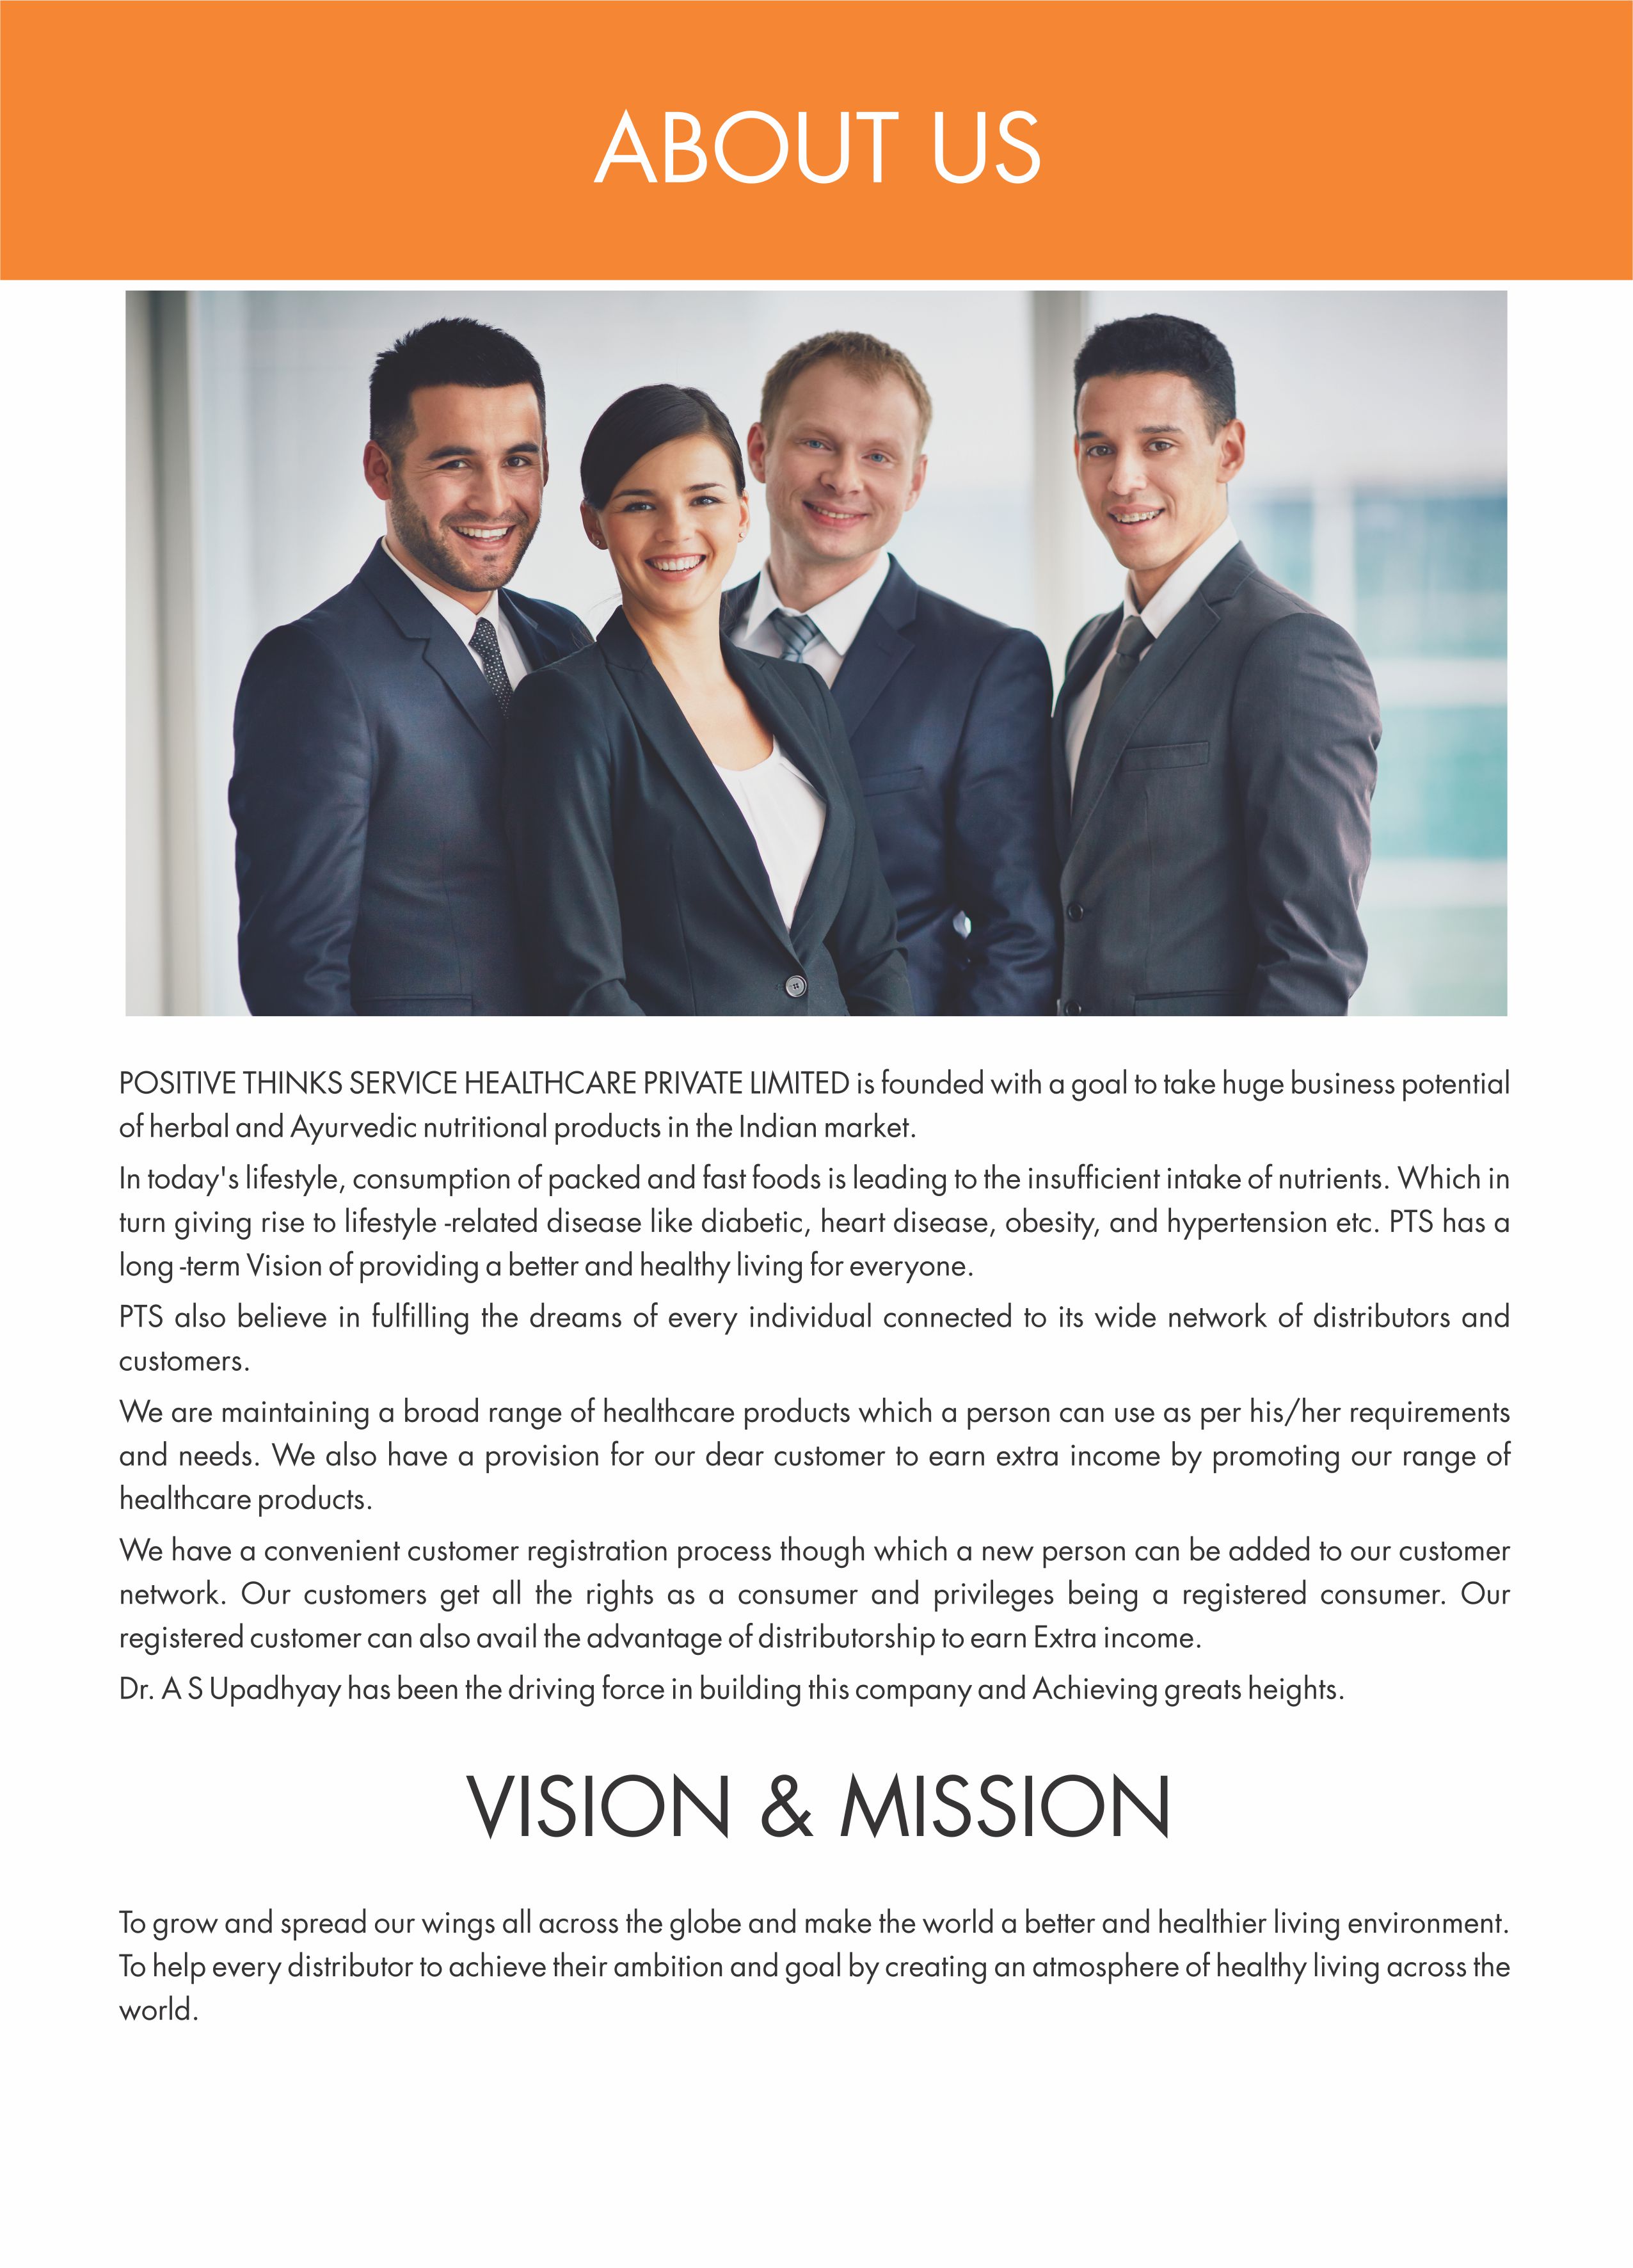 ABOUT US
POSITIVE THINKS SERVICE HEALTHCARE PRIVATE LIMITED is founded with a goal to take huge business potential
of herbal and Ayurvedic nutritional products in the Indian market.
In today's lifestyle, consumption of packed and fast foods is leading to the insufficient intake of nutrients. Which in
turn giving rise to lifestyle -related disease like diabetic, heart disease, obesity, and hypertension etc. PTS has a
long -term Vision of providing a better and healthy living for everyone.
PTS also believe in fulfilling the dreams of every individual connected to its wide network of distributors and
customers.
We are maintaining a broad range of healthcare products which a person can use as per his/her requirements
and needs. We also have a provision for our dear customer to earn extra income by promoting our range of
healthcare products.
We have a convenient customer registration process though which a new person can be added to our customer
network. Our customers get all the rights as a consumer and privileges being a registered consumer. Our
registered customer can also avail the advantage of distributorship to earn Extra income.
Dr. A S Upadhyay has been the driving force in building this company and Achieving greats heights.
VISION & MISSION
To grow and spread our wings all across the globe and make the world a better and healthier living environment.
To help every distributor to achieve their ambition and goal by creating an atmosphere of healthy living across the
world.